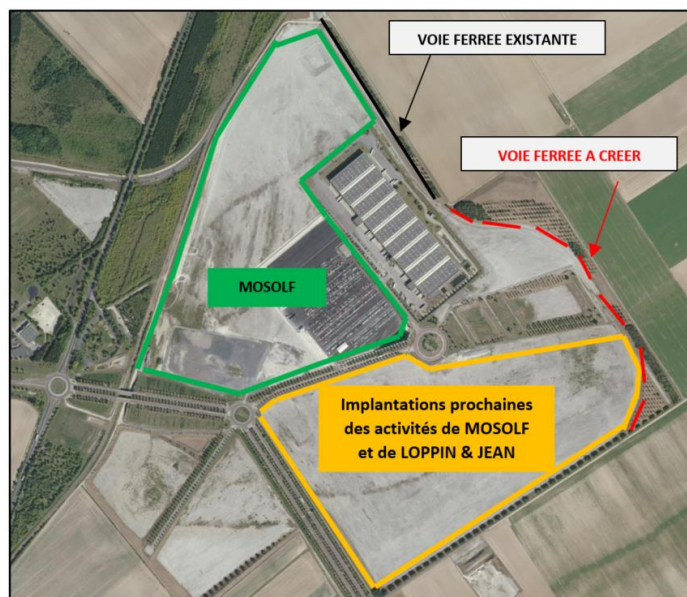 VOIE FERREE EXISTANTE
VOIE FERREE A CREER
MOSOLF
Implantations prochaines
des activités de MOSOLF
et de LOPPIN & JEAN